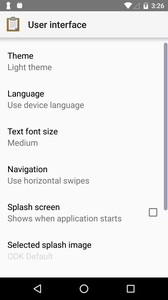 3:26
User interface
Theme
Light theme
Language
Use device language
Text font size
Medium
Navigation
Use horizontal swipes
Splash screen
Shows when application starts
Selected splash image
ODK Default